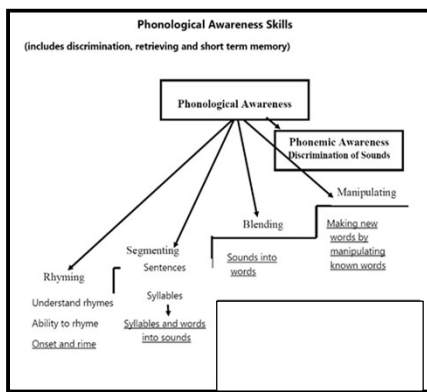 Phonological Awareness Skills
(includes discrimination, retrieving and short term memory)
Phonological Awareness
Phonemic Awareness
Discrimination of Sounds
Manipulating
Making new
words by
manipulating
known words
Blending
Sounds into
words
Segmenting
Sentences
Syllables
Syllables and words
into sounds
Rhyming
Understand rhymes
Ability to rhyme
Onset and rime